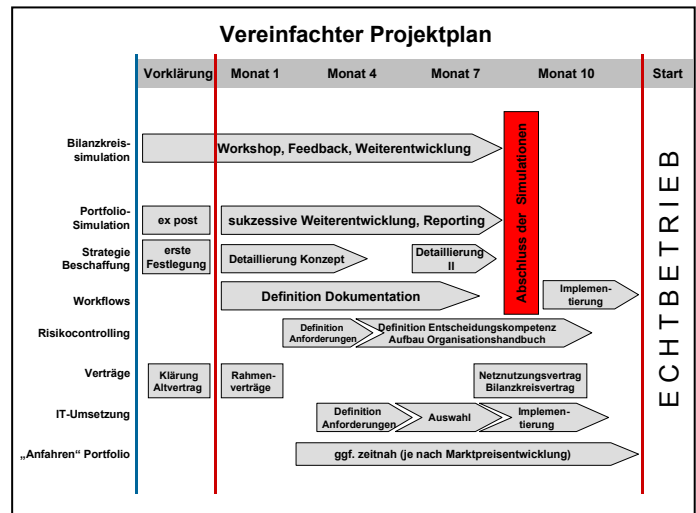 Vereinfachter Projektplan
Vorklärung Monat 1 Monat 4 Monat 7 Monat 10 Start
Bilanzkreis-
simulation
Workshop, Feedback, Weiterentwicklung
Abschluss der Simulationen
ECHTBETRIEB
Portfolio-
Simulation
ex post
sukzessive Weiterentwicklung, Reporting
Strategie
Beschaffung
erste
Festlegung
Detaillierung Konzept
Detaillierung
II
Workflows
Definition Dokumentation
Implemen-
tierung
Risikocontrolling
Definition
Anforderungen
Definition Entscheidungskompetenz
Aufbau Organisationshandbuch
Verträge
Klärung
Altvertrag
Rahmen-
verträge
Netznutzungsvertrag
Bilanzkreisvertrag
IT-Umsetzung
Definition
Anforderungen
Auswahl
Implemen-
tierung
„Anfahren“ Portfolio
ggf. zeitnah (je nach Marktpreisentwicklung)